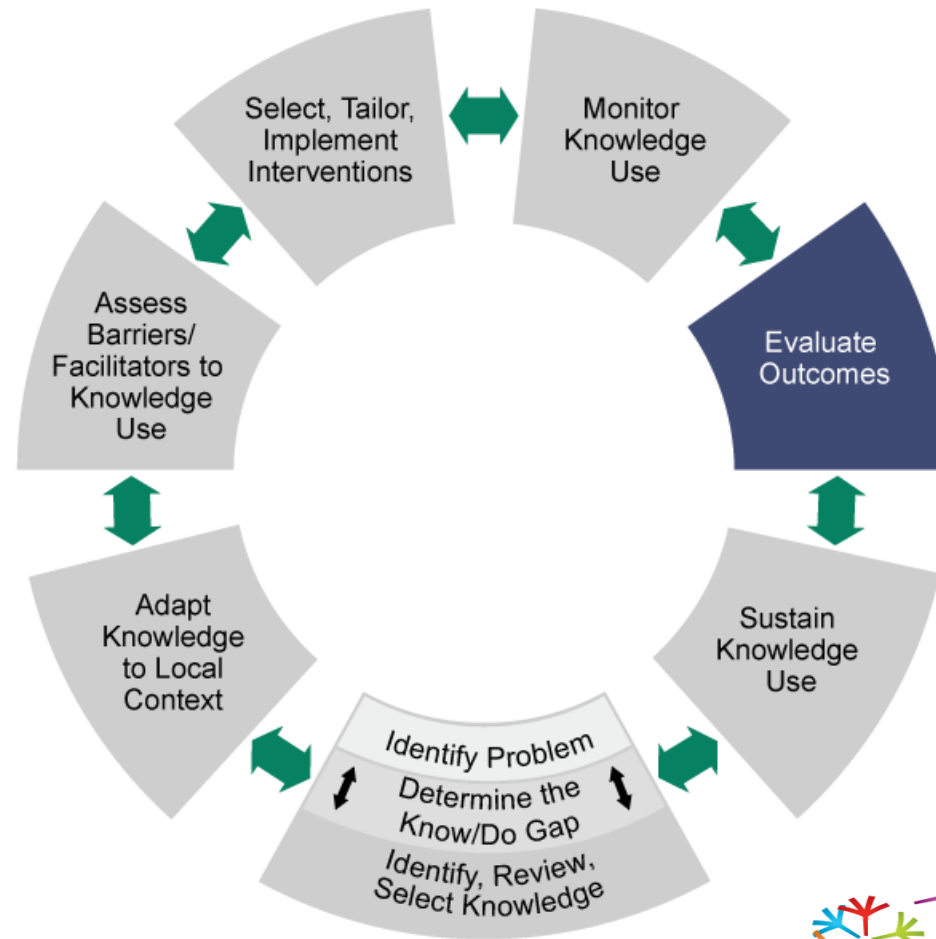 Select, Tailor,
Implement
Interventions
Monitor
Knowledge
Use
Assess
Barriers/
Facilitators to
Knowledge
Use
Evaluate
Outcomes
Adapt
Knowledge
to Local
Context
Sustain
Knowledge
Use
Identify Problem
Determine the
Know/Do Gap
Identify, Review,
Select Knowledge